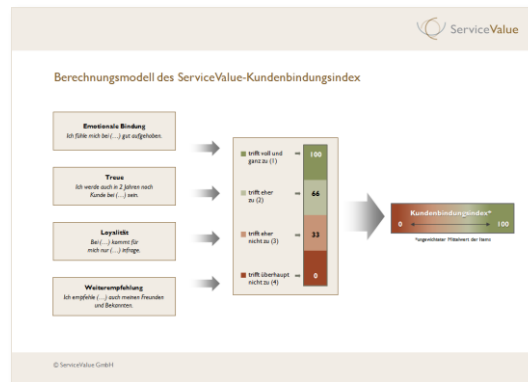 ServiceValue
Berechnungsmodell des ServiceValue-Kundenbindungsindex
Emotionale Bindung
Ich fühle mich bei (…) gut aufgehoben.
Treue
Ich werde auch in 2 Jahren noch
Kunde bei (…) sein.
Loyalität
Bei (…) kommt für
mich nur (…) infrage.
Weiterempfehlung
Ich empfehle (…) auch meinen Freunden
und Bekannten.
trifft voll und
ganz zu (1)
100
trifft eher
zu (2)
66
trifft eher
nicht zu (3)
33
trifft überhaupt
nicht zu (4)
0
Kundenbindungsindex*
0 100
*ungewichteter Mittelwert der Items
© ServiceValue GmbH